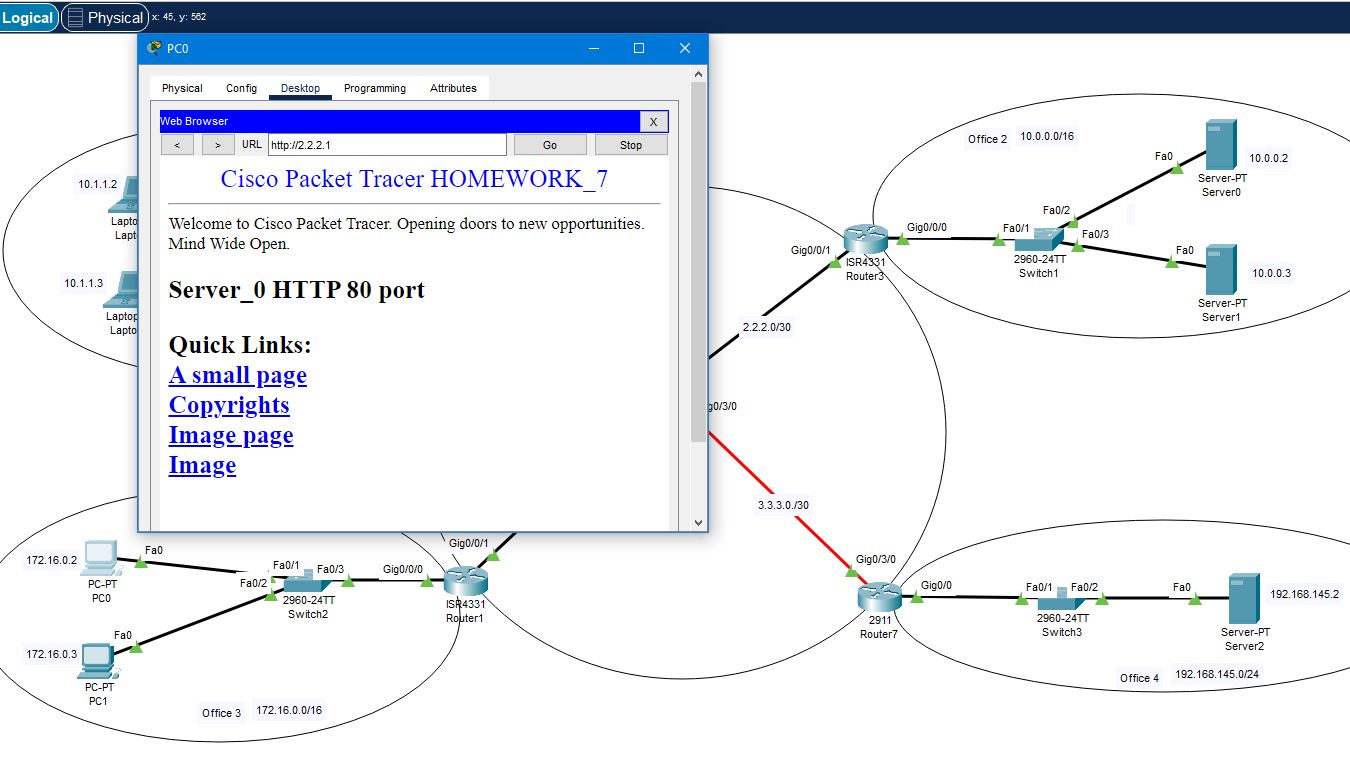 Logical
Physical
x: 45, y: 562
PC0
Physical
Config
Desktop
Programming
Attributes
Web Browser
X
<
>
URL
http://2.2.2.1
Go
Stop
Cisco Packet Tracer HOMEWORK_7
Welcome to Cisco Packet Tracer. Opening doors to new opportunities.
Mind Wide Open.
Server_0 HTTP 80 port
Quick Links:
A small page
Copyrights
Image page
Image
10.1.1.2
10.1.1.3
Office 2
10.0.0.0/16
Fa0
10.0.0.2
Server-PT
Server0
Fa0/2
Fa0/1
Fa0/3
2960-24TT
Switch1
Fa0
10.0.0.3
Server-PT
Server1
Gig0/0/0
Gig0/0/1
ISR4331
Router3
2.2.2.0/30
3.3.3.0./30
172.16.0.2
Fa0
PC-PT
PC0
Fa0/1
Fa0/2
Fa0/3
2960-24TT
Switch2
Gig0/0/0
Gig0/0/1
ISR4331
Router1
172.16.0.3
Fa0
PC-PT
PC1
Office 3
172.16.0.0/16
Gig0/3/0
2911
Router7
Gig0/0
Fa0/1
Fa0/2
2960-24TT
Switch3
Fa0
192.168.145.2
Server-PT
Server2
Office 4
192.168.145.0/24